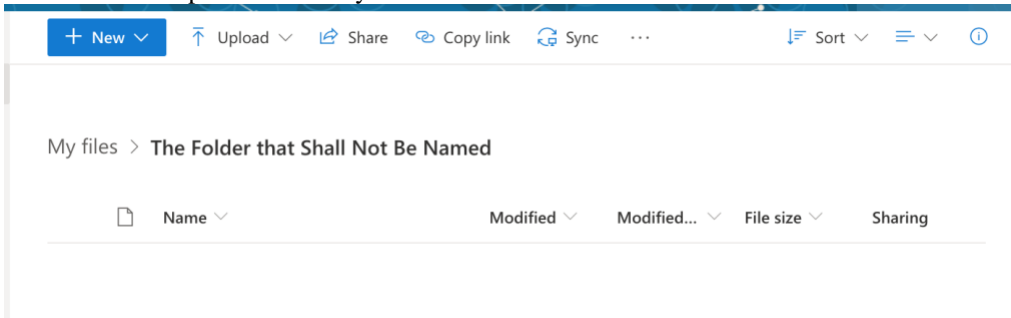 + New Upload Share Copy link Sync ... Sort
My files > The Folder that Shall Not Be Named
Name Modified Modified... File size Sharing